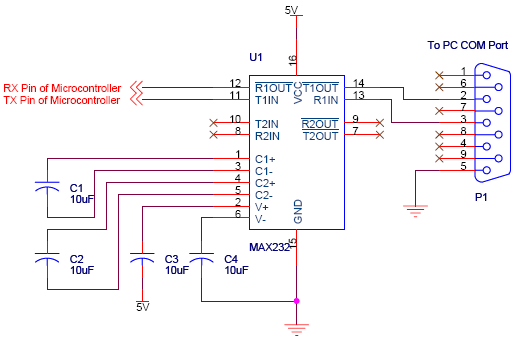 5V
U1
To PC COM Port
RX Pin of Microcontroller
TX Pin of Microcontroller
12 R1OUT T1OUT 14
11 T1IN R1IN 13
VCC 16
10 T2IN R2OUT 9
8 R2IN T2OUT 7
1 C1+
3 C1-
4 C2+
5 C2-
2 V+
6 V-
GND 15
MAX232
1
6
2
7
3
8
4
9
5
P1
C1
10uF
C2
10uF
C3
10uF
C4
10uF
5V